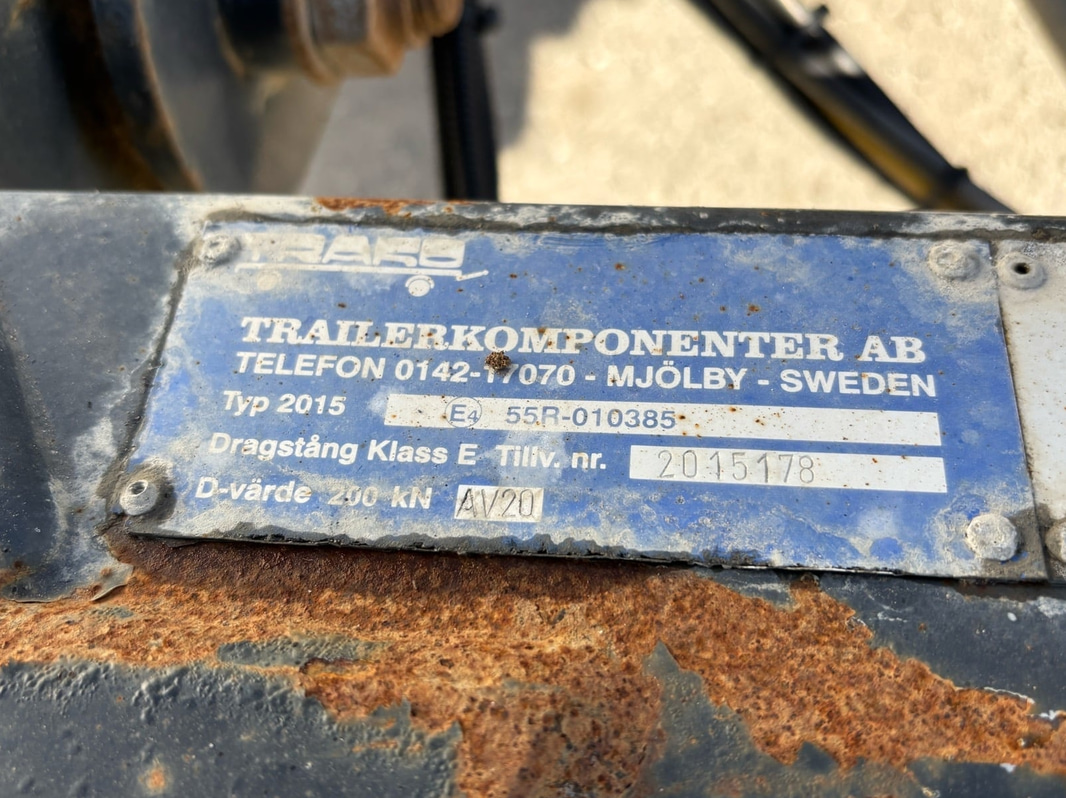 TRAKO
TRAILERKOMPONENTER AB
TELEFON 0142-17070 - MJÖLBY - SWEDEN
Typ 2015 E4 55R-010385
Dragstång Klass E Tillv. nr. 2015178
D-värde 200 kN AV20